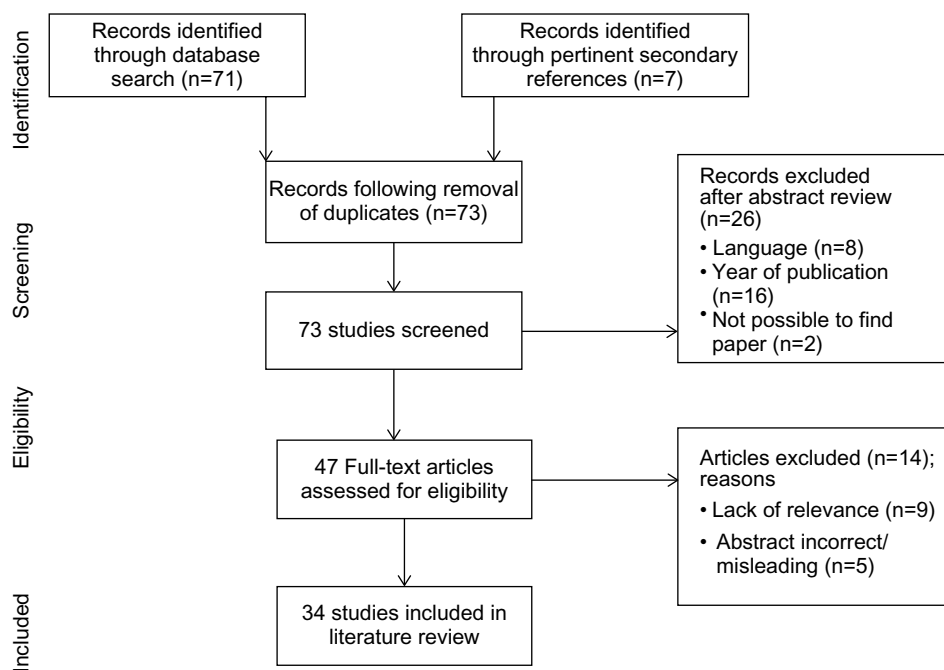 Identification
Records identified
through database
search (n=71)
Records identified
through pertinent secondary
references (n=7)
Records following removal
of duplicates (n=73)
Screening
73 studies screened
Records excluded
after abstract review
(n=26)
• Language (n=8)
• Year of publication
(n=16)
• Not possible to find
paper (n=2)
Eligibility
47 Full-text articles
assessed for eligibility
Articles excluded (n=14);
reasons
• Lack of relevance (n=9)
• Abstract incorrect/
misleading (n=5)
Included
34 studies included in
literature review